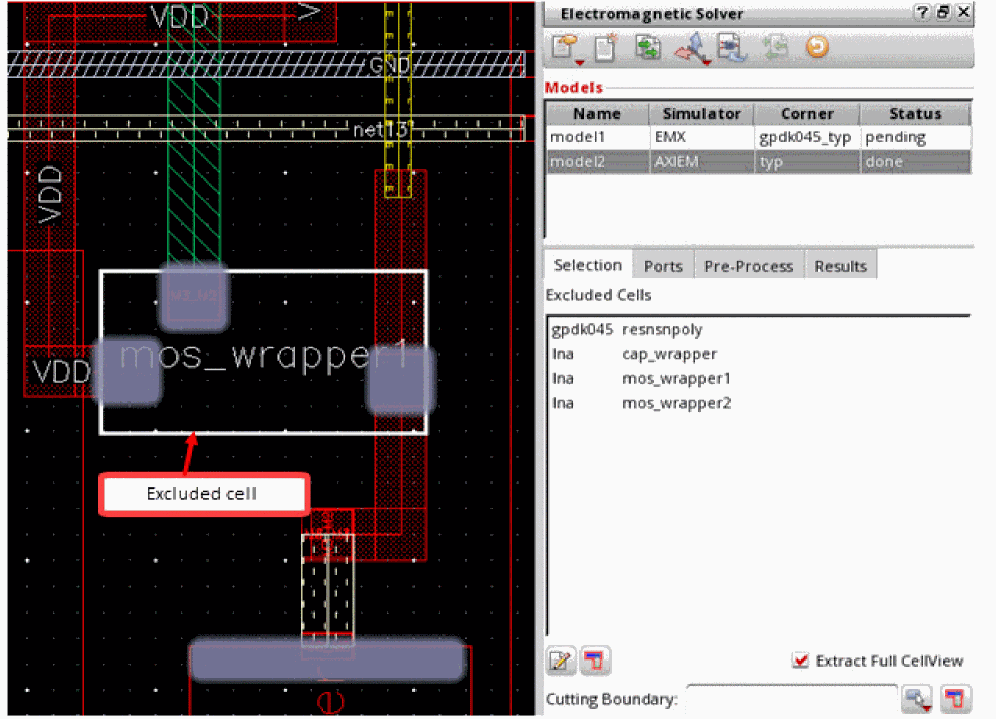 VDD
V
GND
net13
VDD
mos_wrapper1
VDD
Excluded cell
Electromagnetic Solver
Models
Name Simulator Corner Status
model1 EMX gpdk045_typ pending
model2 AXIEM typ done
Selection Ports Pre-Process Results
Excluded Cells
gpdk045 resnsnpoly
lna cap_wrapper
lna mos_wrapper1
lna mos_wrapper2
Extract Full CellView
Cutting Boundary: